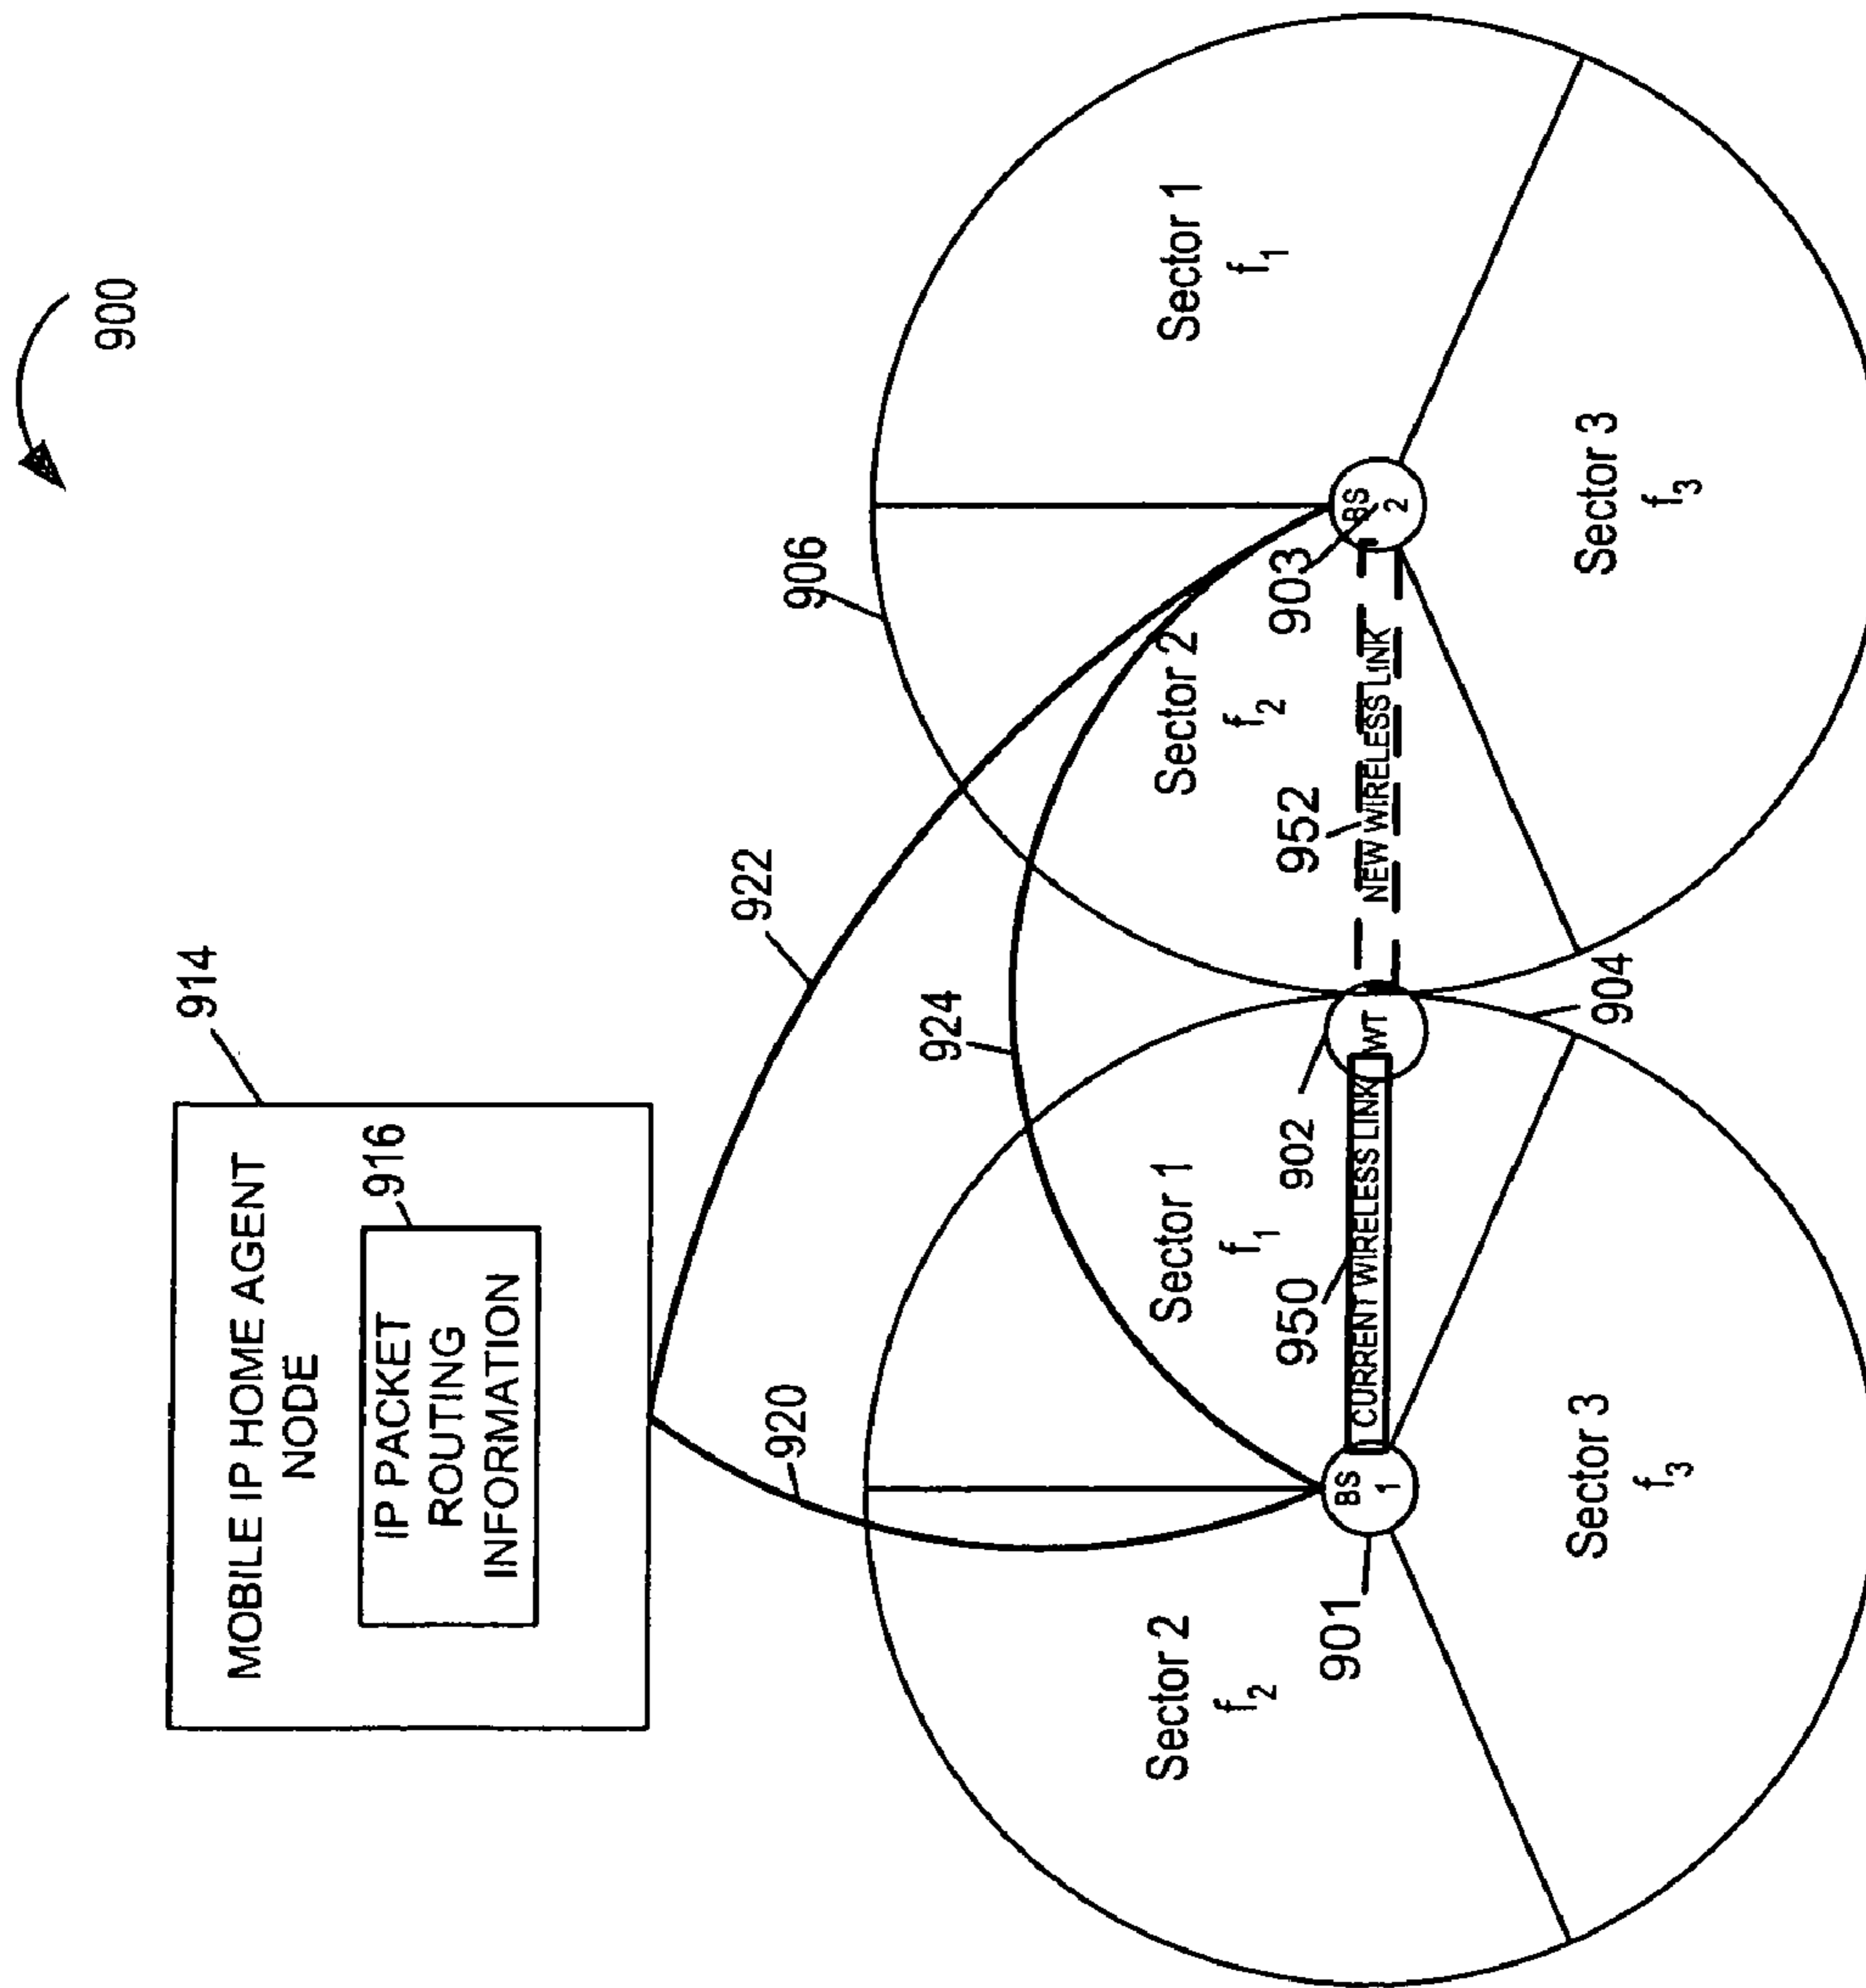 900
914
MOBILE IP HOME AGENT
NODE
916
IP PACKET
ROUTING
INFORMATION
922
920
924
906
Sector 2
f2
Sector 1
f1
Sector 2
f2
Sector 1
f1
901
BS
1
950
CURRENT WIRELESS LINK
902
WT
952
NEW WIRELESS LINK
903
BS
2
904
Sector 3
f3
Sector 3
f3